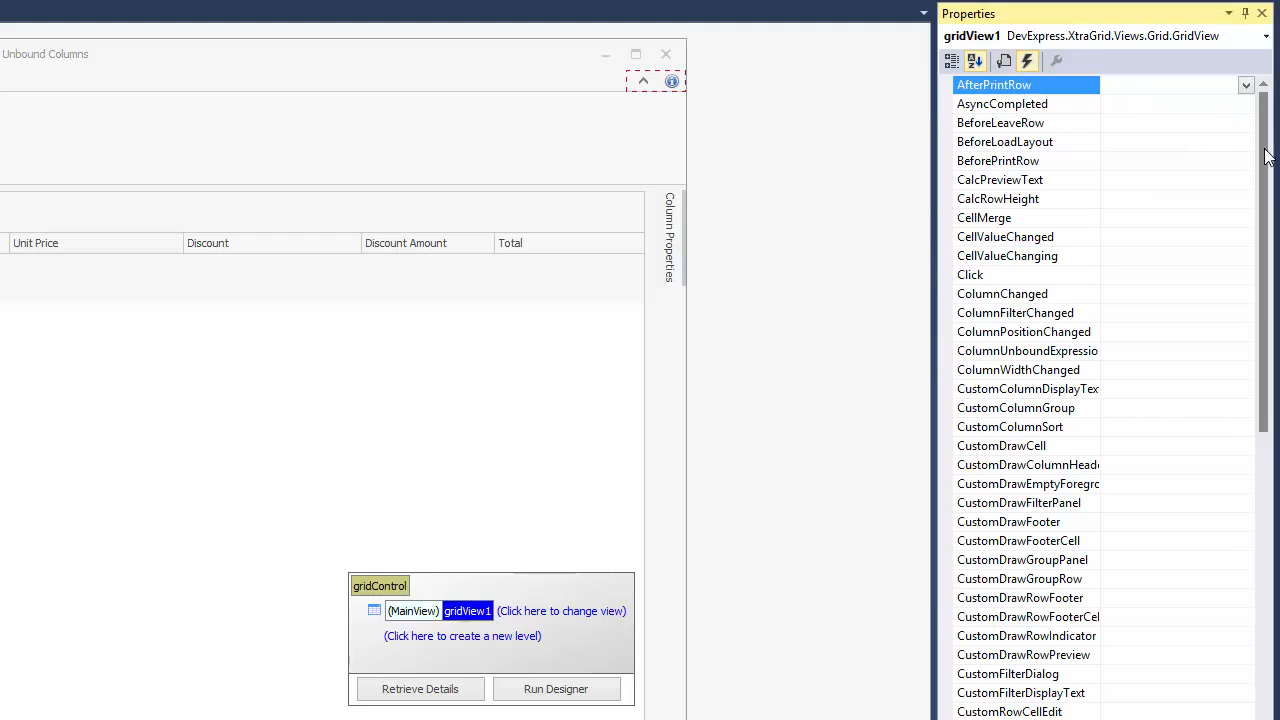 Properties
gridView1 DevExpress.XtraGrid.Views.Grid.GridView
Unbound Columns
AfterPrintRow
AsyncCompleted
BeforeLeaveRow
BeforeLoadLayout
BeforePrintRow
CalcPreviewText
CalcRowHeight
CellMerge
CellValueChanged
CellValueChanging
Click
ColumnChanged
ColumnFilterChanged
ColumnPositionChanged
ColumnUnboundExpressio
ColumnWidthChanged
CustomColumnDisplayText
CustomColumnGroup
CustomColumnSort
CustomDrawCell
CustomDrawColumnHeade
CustomDrawEmptyForegro
CustomDrawFilterPanel
CustomDrawFooter
CustomDrawFooterCell
CustomDrawGroupPanel
CustomDrawGroupRow
CustomDrawRowFooter
CustomDrawRowFooterCel
CustomDrawRowIndicator
CustomDrawRowPreview
CustomFilterDialog
CustomFilterDisplayText
CustomRowCellEdit
Column Properties
Unit Price Discount Discount Amount Total
gridControl
(MainView) gridView1 (Click here to change view)
(Click here to create a new level)
Retrieve Details Run Designer